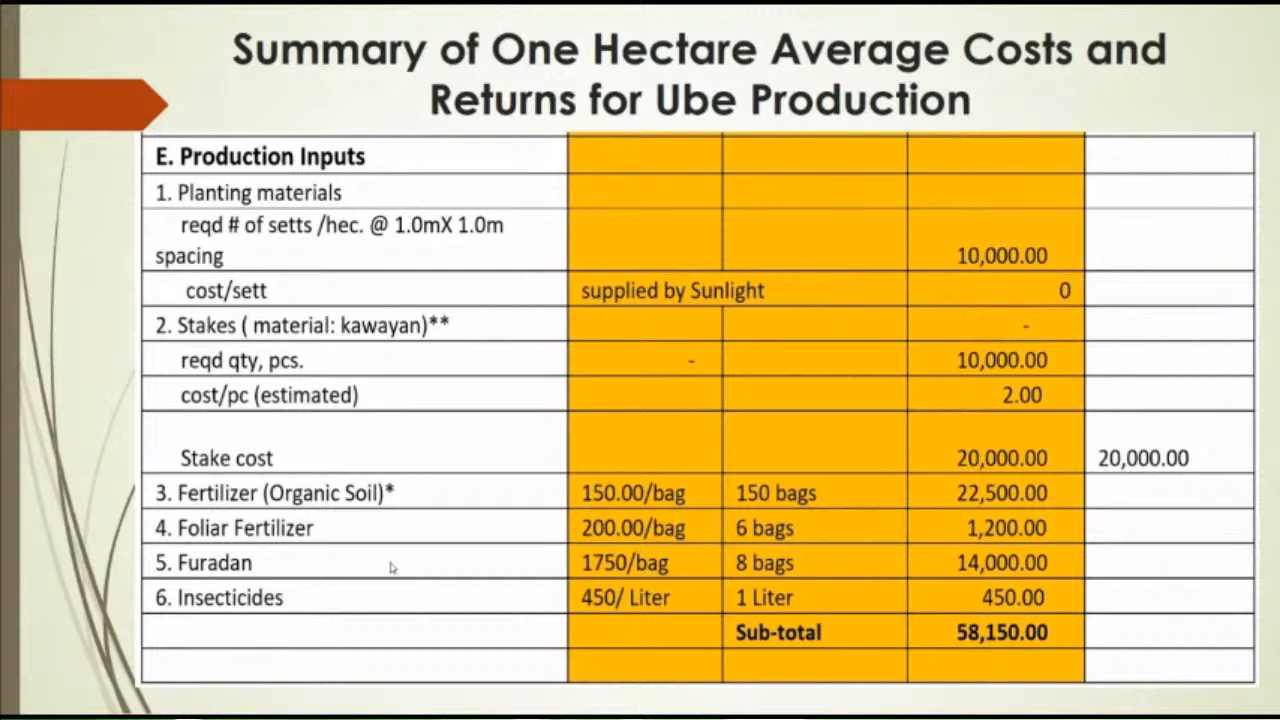 Summary of One Hectare Average Costs and
Returns for Ube Production
E. Production Inputs
1. Planting materials
reqd # of setts /hec. @ 1.0mX 1.0m
spacing 10,000.00
cost/sett supplied by Sunlight 0
2. Stakes ( material: kawayan)** -
reqd qty, pcs. - 10,000.00
cost/pc (estimated) 2.00
Stake cost 20,000.00 20,000.00
3. Fertilizer (Organic Soil)* 150.00/bag 150 bags 22,500.00
4. Foliar Fertilizer 200.00/bag 6 bags 1,200.00
5. Furadan 1750/bag 8 bags 14,000.00
6. Insecticides 450/ Liter 1 Liter 450.00
Sub-total 58,150.00